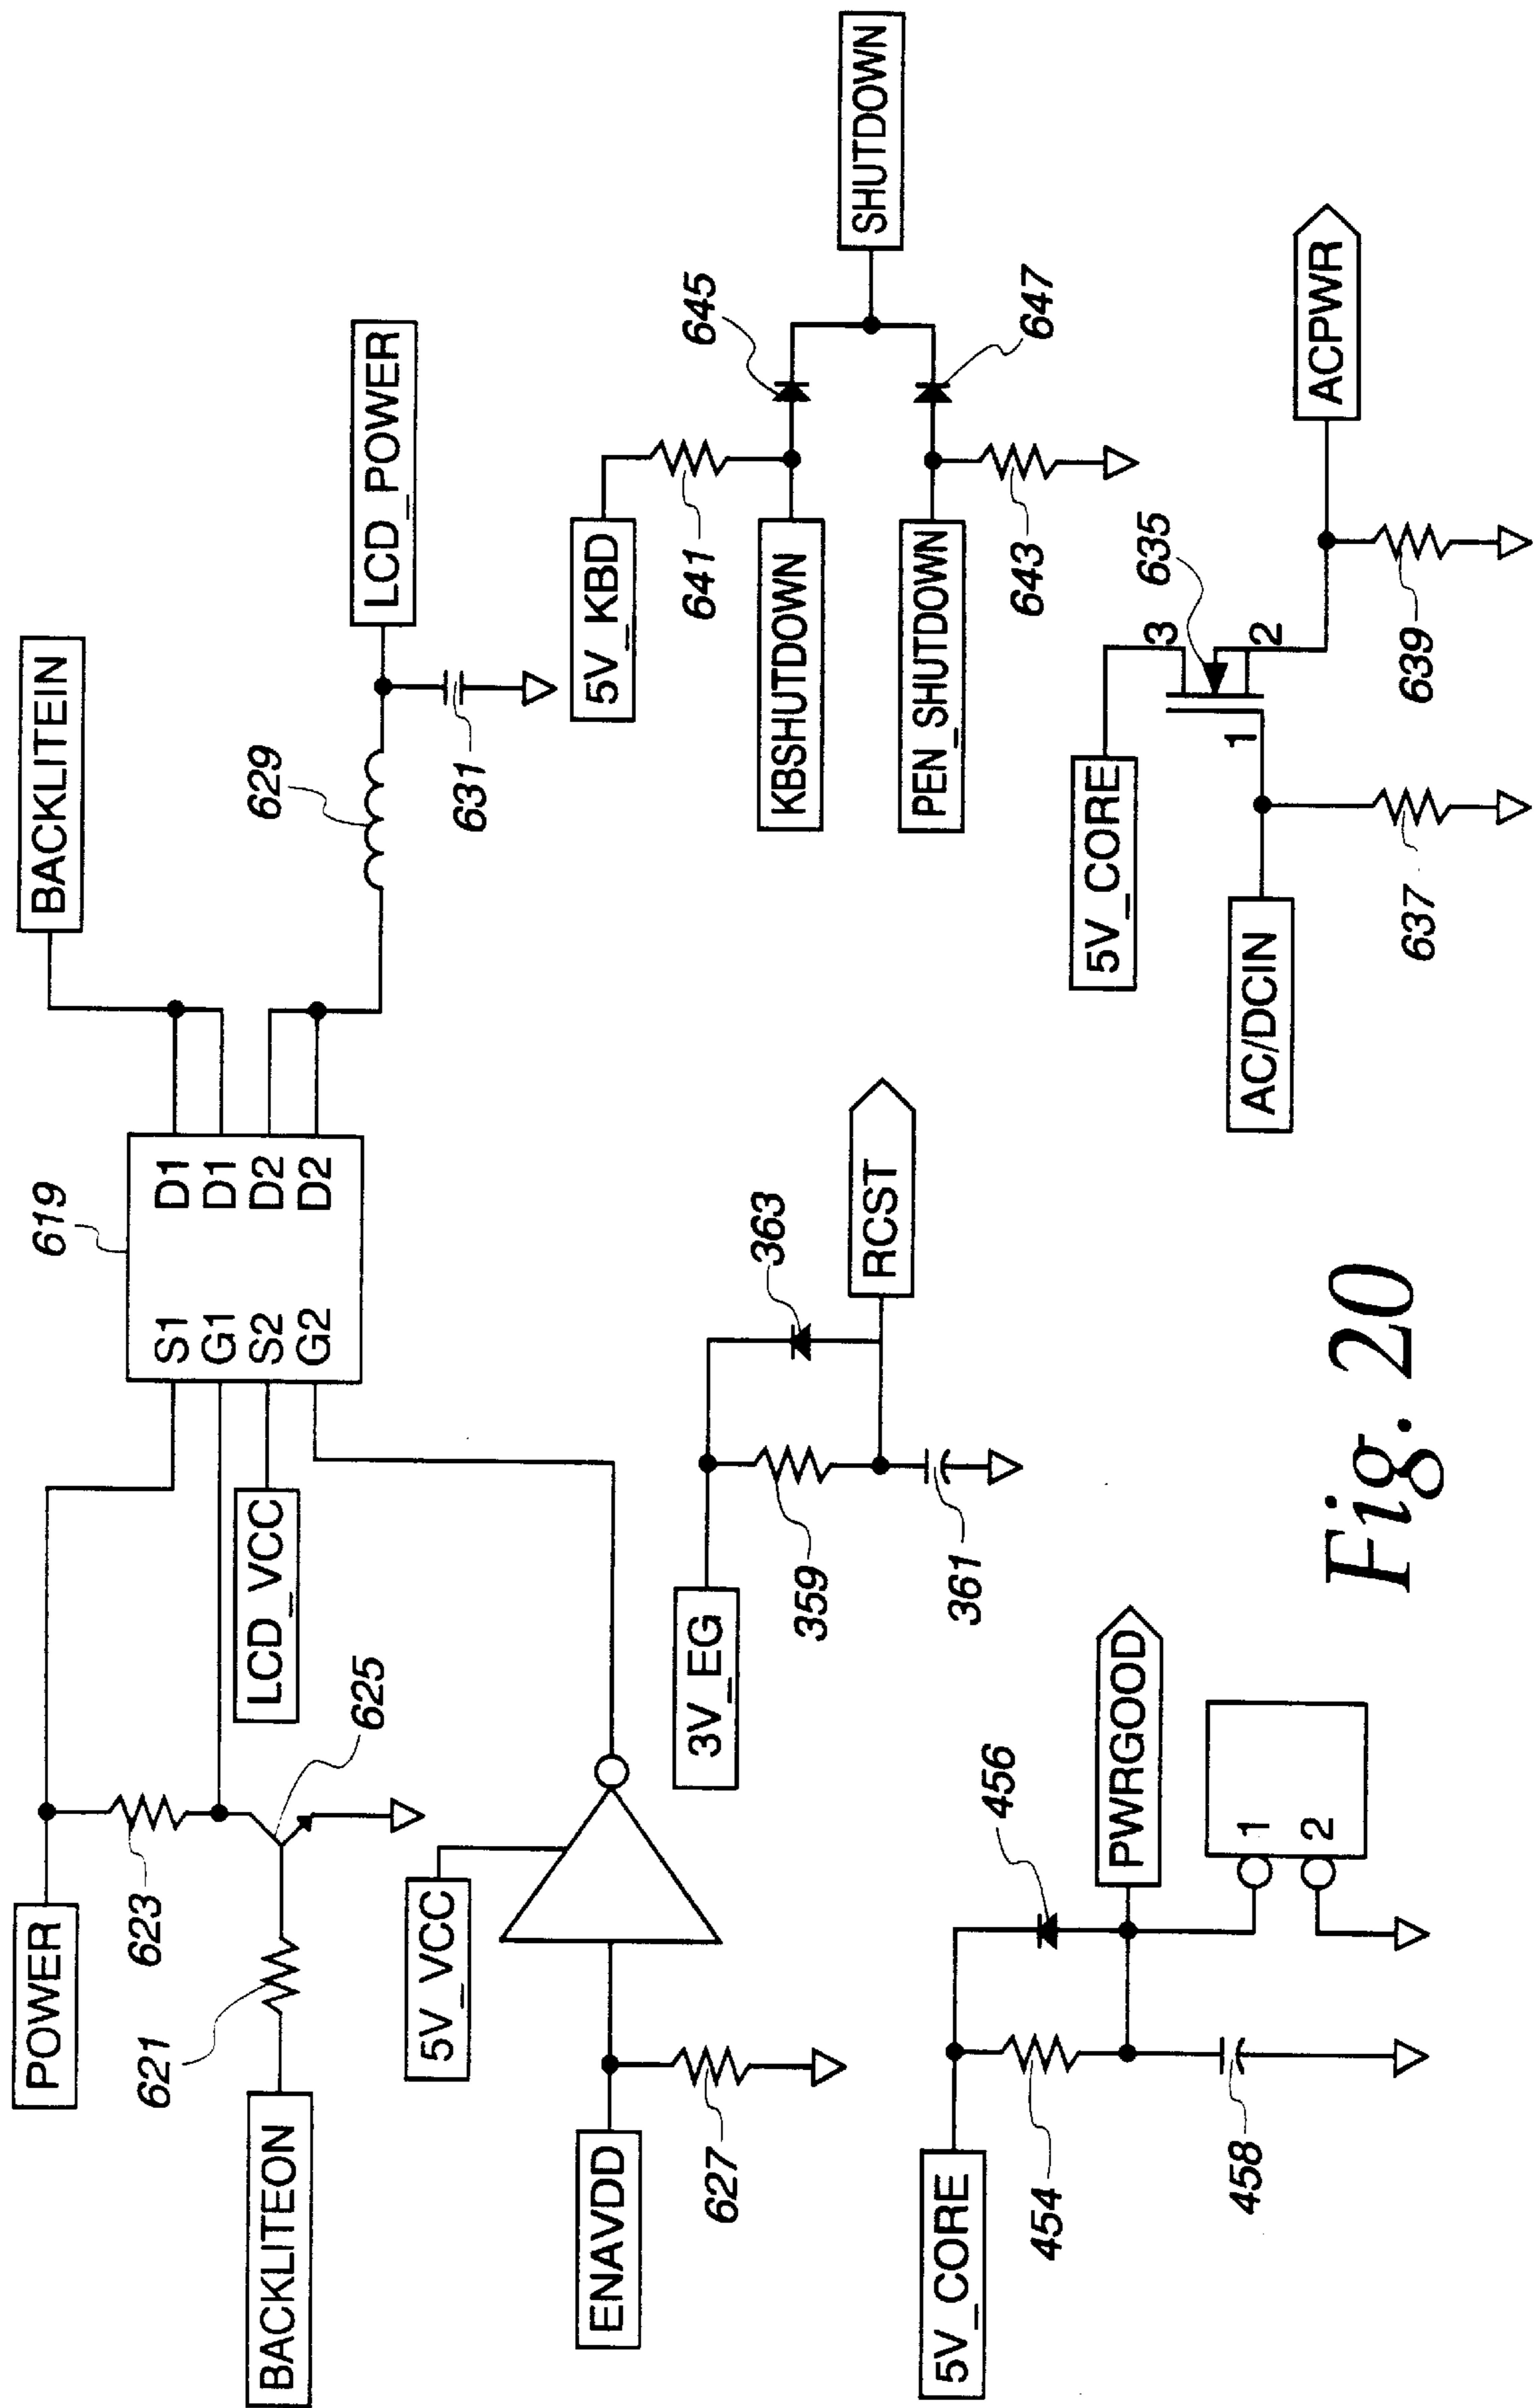 POWER
BACKLITEIN
619
S1 D1
G1 D1
S2 D2
G2 D2
623
621
BACKLITEON
625
LCD_VCC
629
LCD_POWER
631
5V_VCC
ENAVDD
627
5V_KBD
641
645
KBSHUTDOWN
SHUTDOWN
PEN_SHUTDOWN
647
643
3V_EG
363
359
RCST
361
5V_CORE
456
454
PWRGOOD
458
1
2
5V_CORE
3
635
1
2
AC/DCIN
ACPWR
637
639
Fig. 20